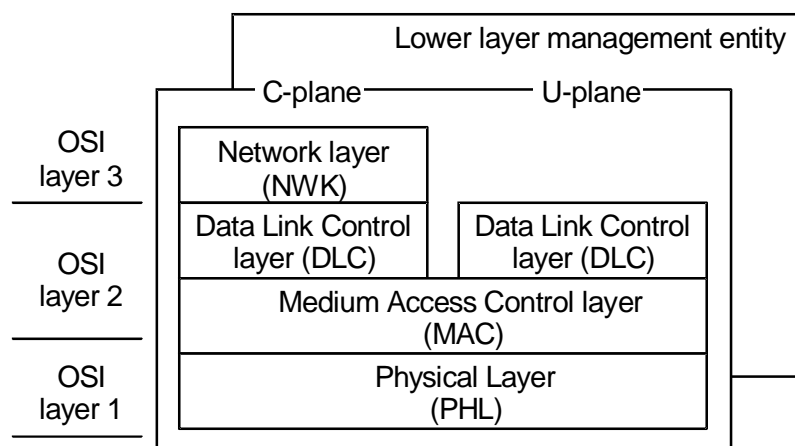 Lower layer management entity
C-plane U-plane
OSI
layer 3
Network layer
(NWK)
OSI
layer 2
Data Link Control
layer (DLC)
Data Link Control
layer (DLC)
Medium Access Control layer
(MAC)
OSI
layer 1
Physical Layer
(PHL)